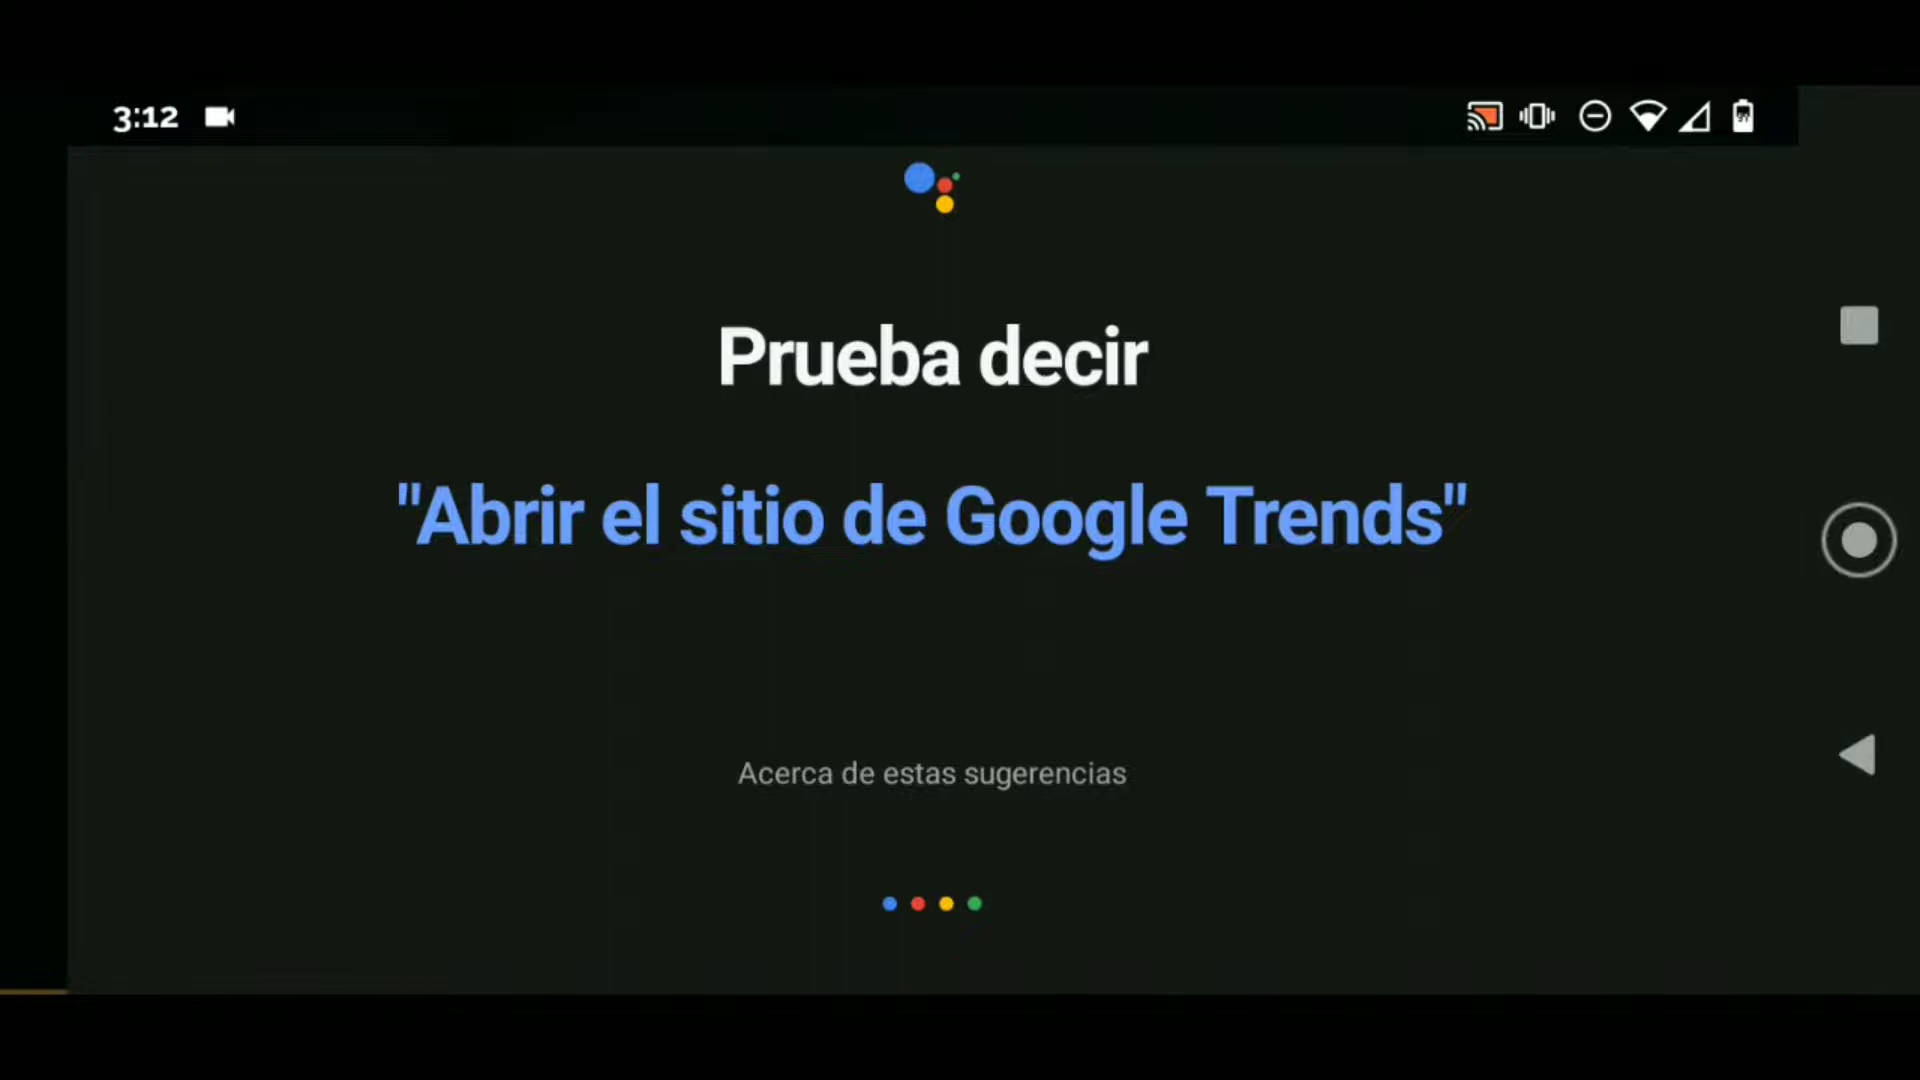 3:12
Prueba decir
"Abrir el sitio de Google Trends"
Acerca de estas sugerencias